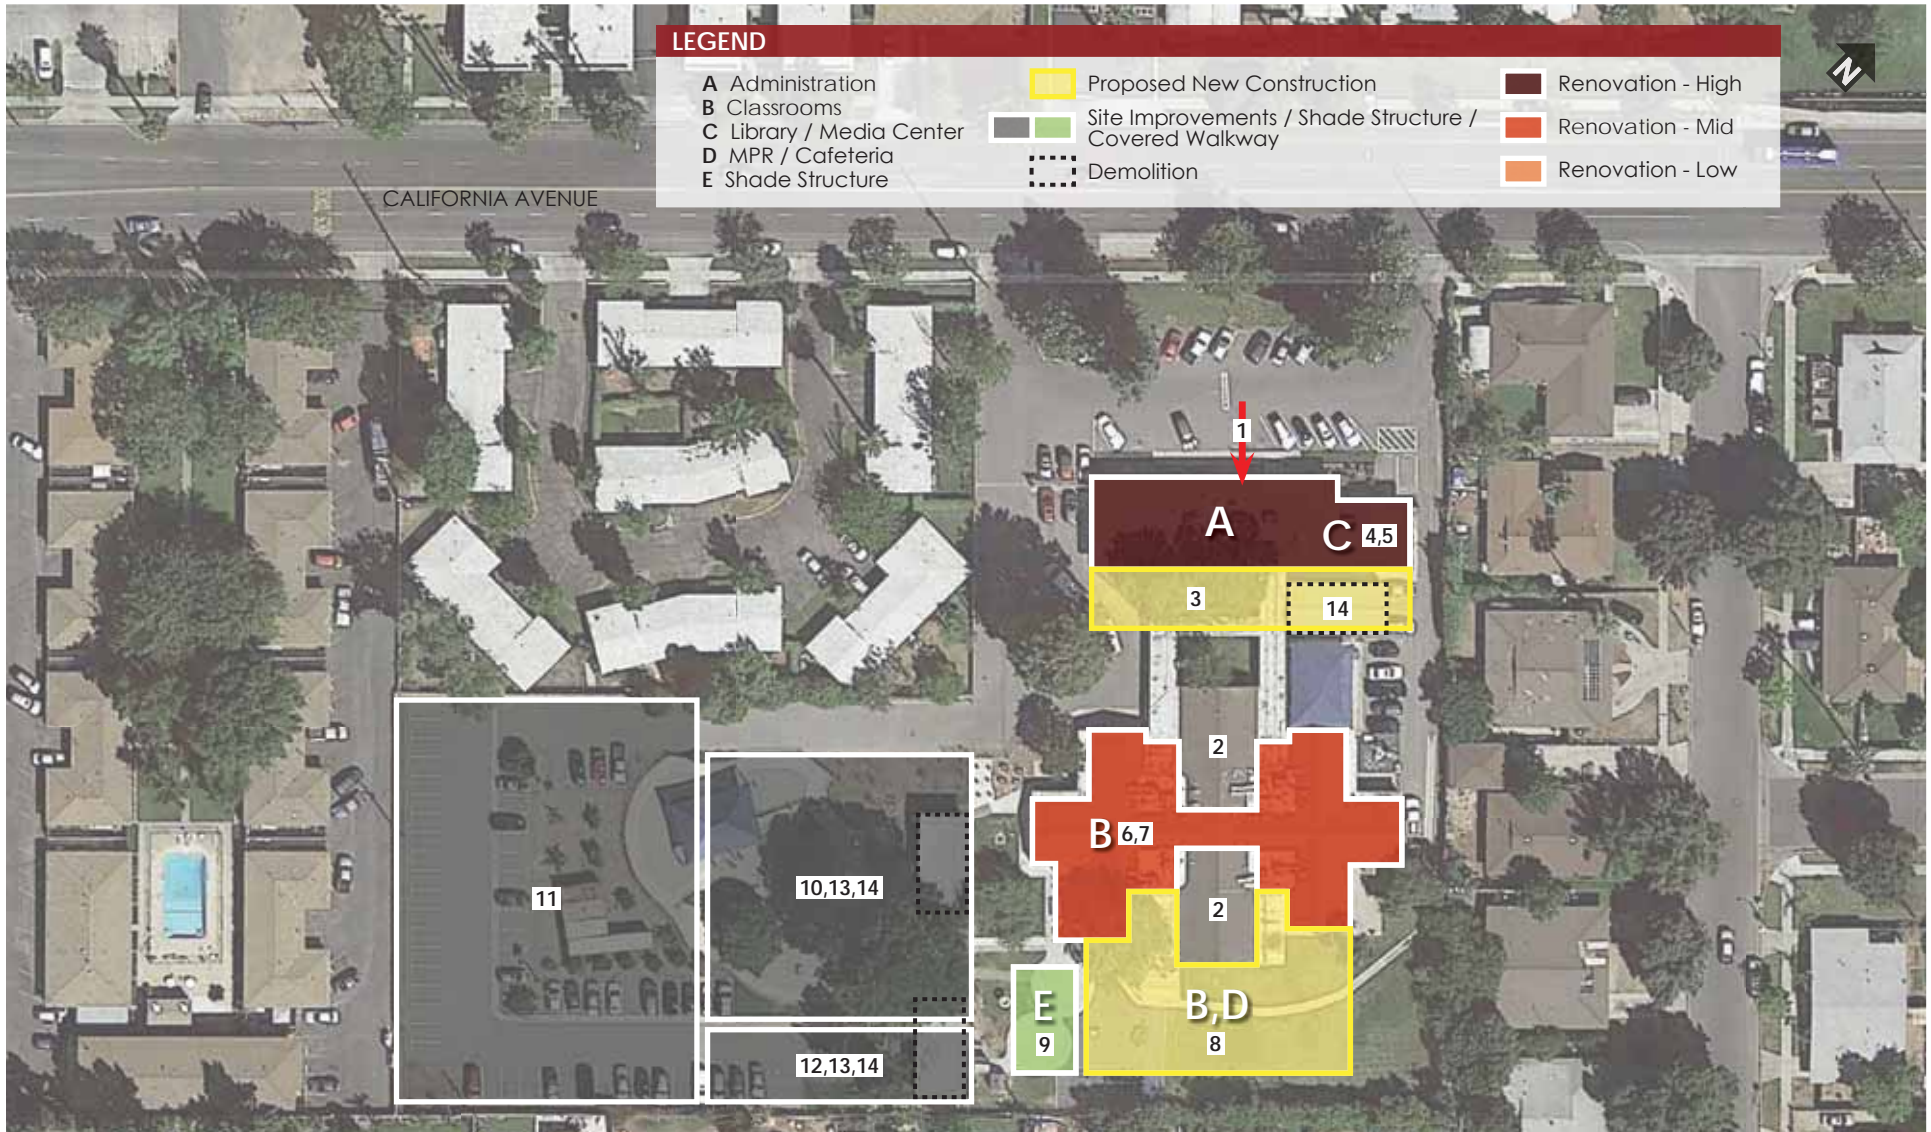 LEGEND
A Administration
B Classrooms
C Library / Media Center
D MPR / Cafeteria
E Shade Structure
Proposed New Construction
Site Improvements / Shade Structure /
Covered Walkway
Demolition
Renovation - High
Renovation - Mid
Renovation - Low
N
CALIFORNIA AVENUE
1
A
C 4,5
3
14
2
B 6,7
11
10,13,14
2
E
9
B,D
8
12,13,14